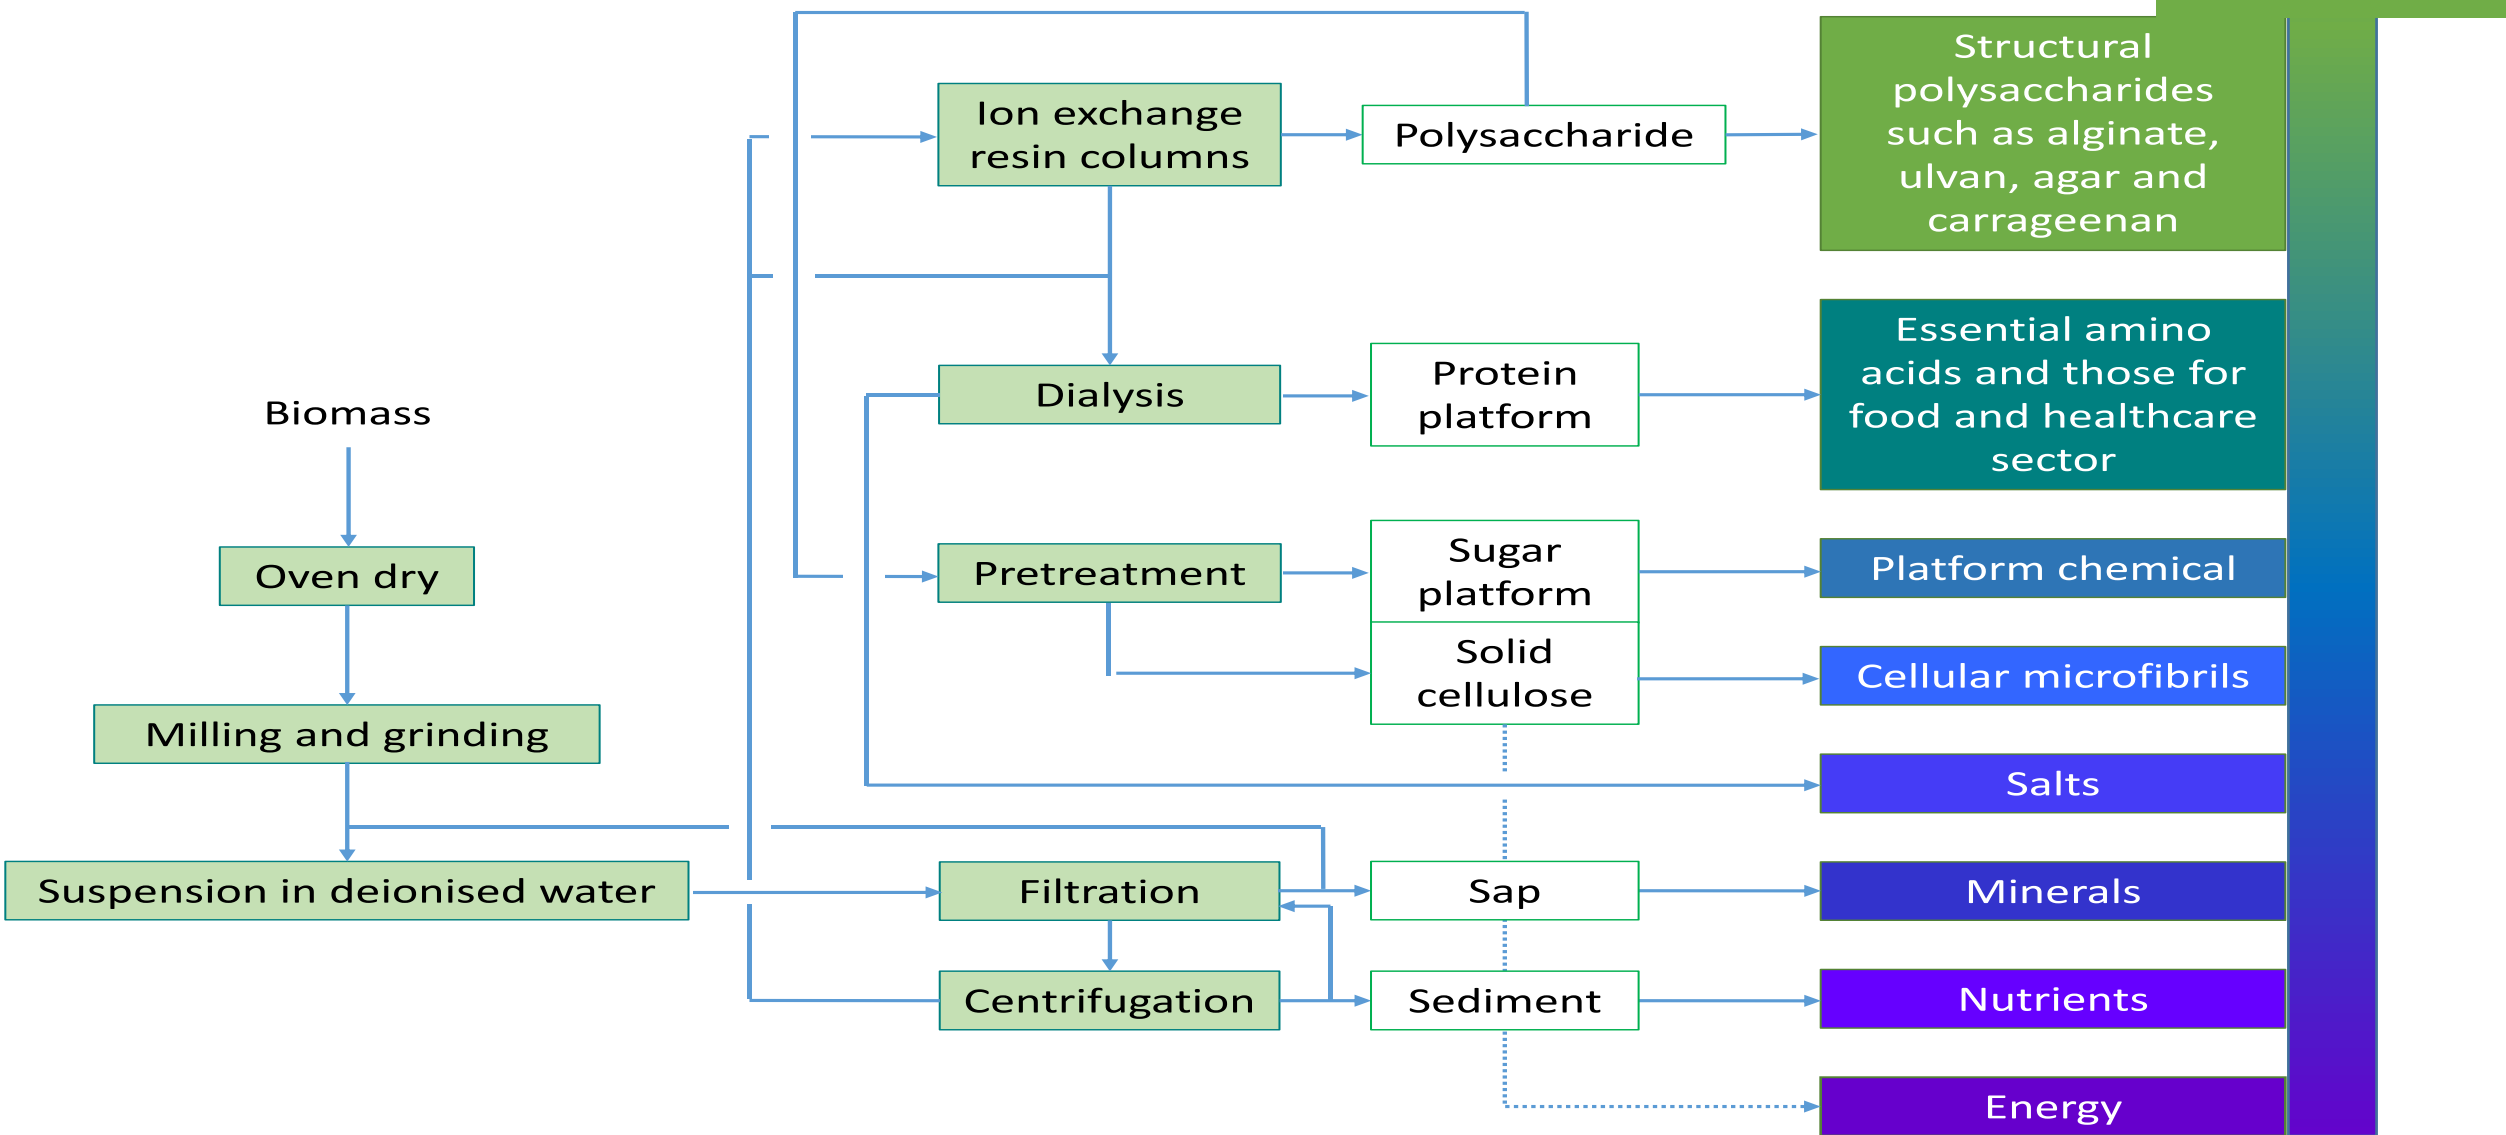 Biomass
Oven dry
Milling and grinding
Suspension in deionised water
Ion exchange
resin columns
Dialysis
Pretreatment
Filtration
Centrifugation
Polysaccharide
Protein
platform
Sugar
platform
Solid
cellulose
Sap
Sediment
Structural
polysaccharides
such as alginate,
ulvan, agar and
carrageenan
Essential amino
acids and those for
food and healthcare
sector
Platform chemical
Cellular microfibrils
Salts
Minerals
Nutrients
Energy